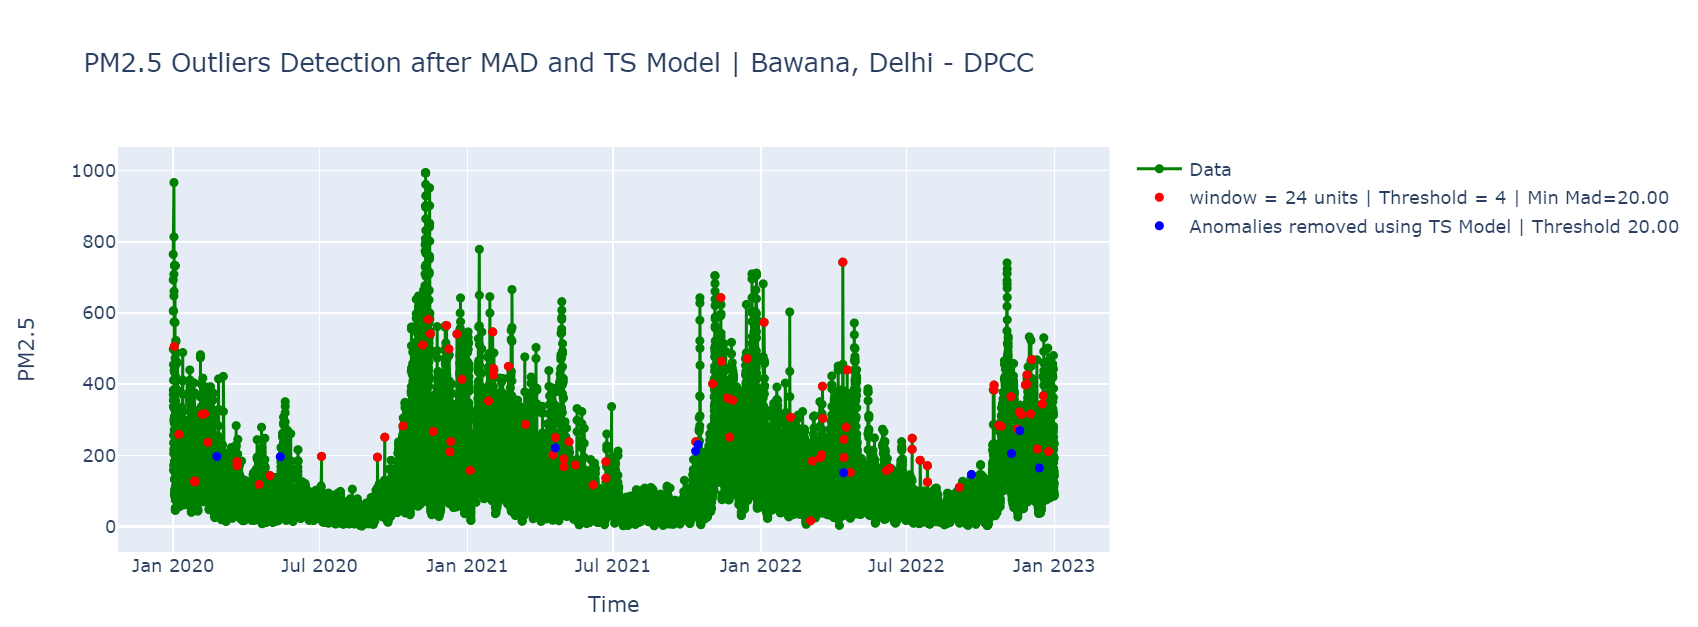 PM2.5 Outliers Detection after MAD and TS Model | Bawana, Delhi - DPCC
Data
window = 24 units | Threshold = 4 | Min Mad=20.00
Anomalies removed using TS Model | Threshold 20.00
PM2.5
1000
800
600
400
200
0
Jan 2020 Jul 2020 Jan 2021 Jul 2021 Jan 2022 Jul 2022 Jan 2023
Time